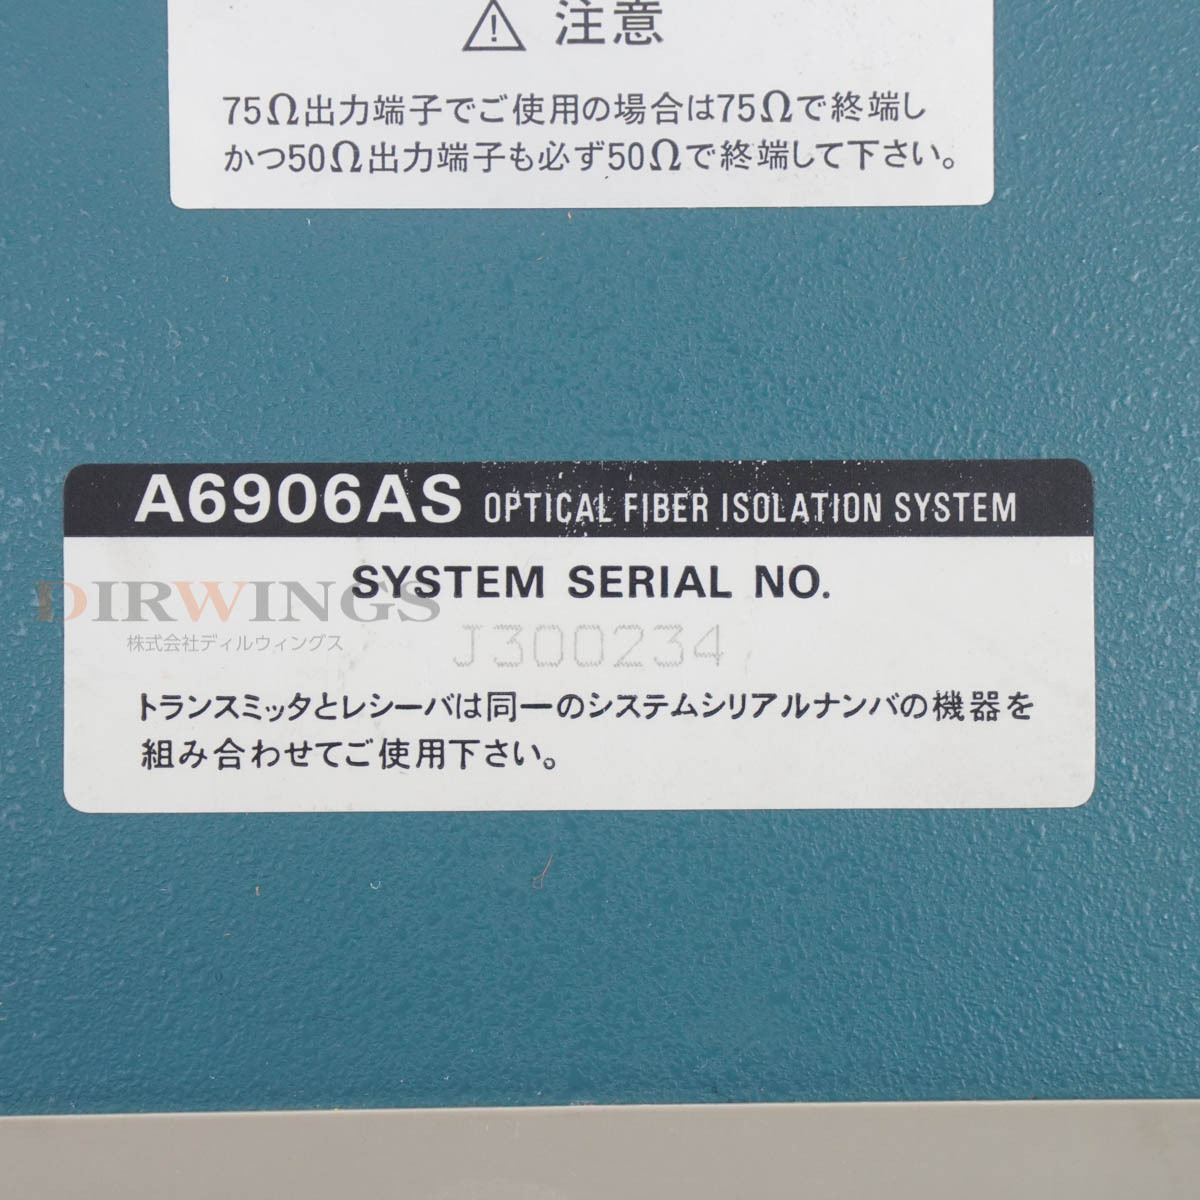 注意
75Ω出力端子でご使用の場合は75Ωで終端し
かつ50Ω出力端子も必ず50Ωで終端して下さい。
A6906AS OPTICAL FIBER ISOLATION SYSTEM
SYSTEM SERIAL NO.
DIRWINGS
株式会社ディルウィングス
J300234
トランスミッタとレシーバは同一のシステムシリアルナンバの機器を
組み合わせてご使用下さい。